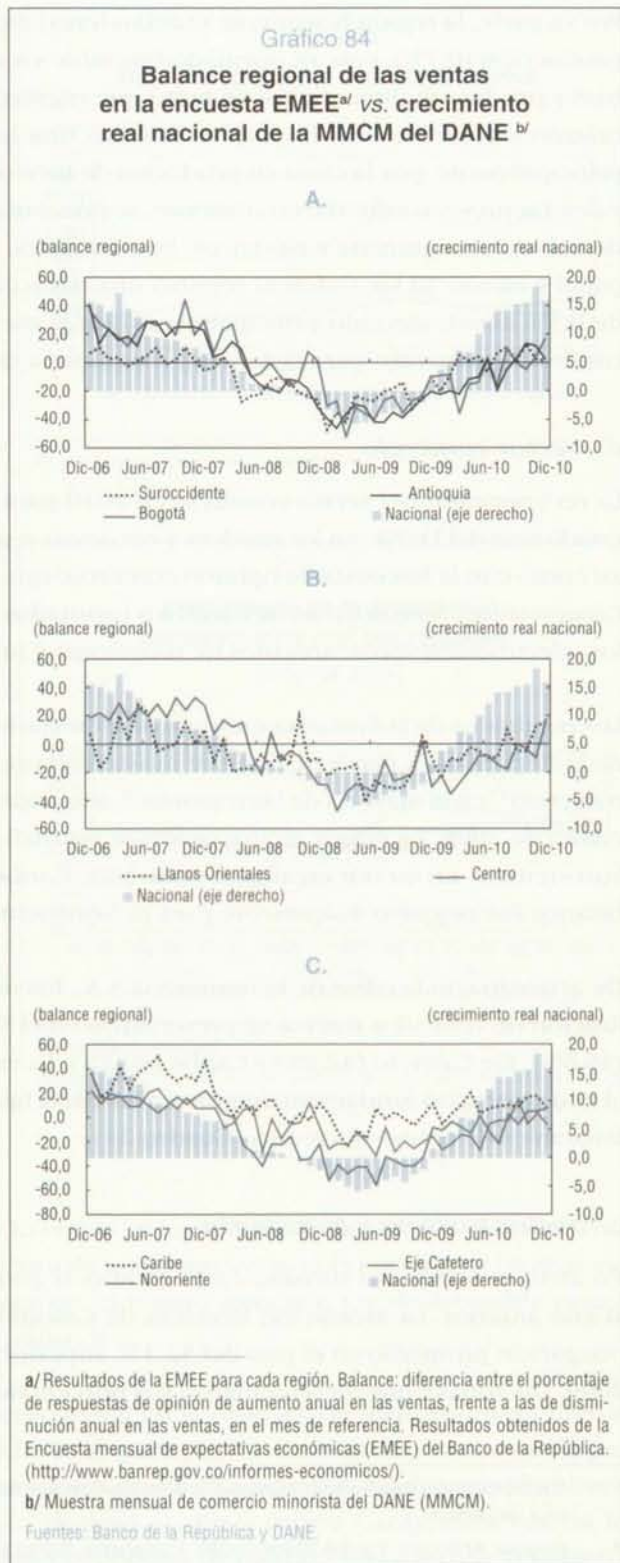 Gráfico 84
Balance regional de las ventas
en la encuesta EMEE a/ vs. crecimiento
real nacional de la MMCM del DANE b/
A.
(balance regional) (crecimiento real nacional)
60,0 20,0
40,0 15,0
20,0 10,0
0,0 5,0
-20,0 0,0
-40,0 -5,0
-60,0 -10,0
Dic-06 Jun-07 Dic-07 Jun-08 Dic-08 Jun-09 Dic-09 Jun-10 Dic-10
Suroccidente Antioquia
Bogotá Nacional (eje derecho)
B.
(balance regional) (crecimiento real nacional)
60,0 20,0
40,0 15,0
20,0 10,0
0,0 5,0
-20,0 0,0
-40,0 -5,0
-60,0 -10,0
Dic-06 Jun-07 Dic-07 Jun-08 Dic-08 Jun-09 Dic-09 Jun-10 Dic-10
Llanos Orientales Centro
Nacional (eje derecho)
C.
(balance regional) (crecimiento real nacional)
60,0 20,0
40,0 15,0
20,0 10,0
0,0 5,0
-20,0 0,0
-40,0 -5,0
-60,0 -10,0
-80,0
Dic-06 Jun-07 Dic-07 Jun-08 Dic-08 Jun-09 Dic-09 Jun-10 Dic-10
Caribe Eje Cafetero
Nororiente Nacional (eje derecho)
a/ Resultados de la EMEE para cada región. Balance: diferencia entre el porcentaje
de respuestas de opinión de aumento anual en las ventas, frente a las de dismi-
nución anual en las ventas, en el mes de referencia. Resultados obtenidos de la
Encuesta mensual de expectativas económicas (EMEE) del Banco de la República.
(http://www.banrep.gov.co/informes-economicos/).
b/ Muestra mensual de comercio minorista del DANE (MMCM).
Fuentes: Banco de la República y DANE.